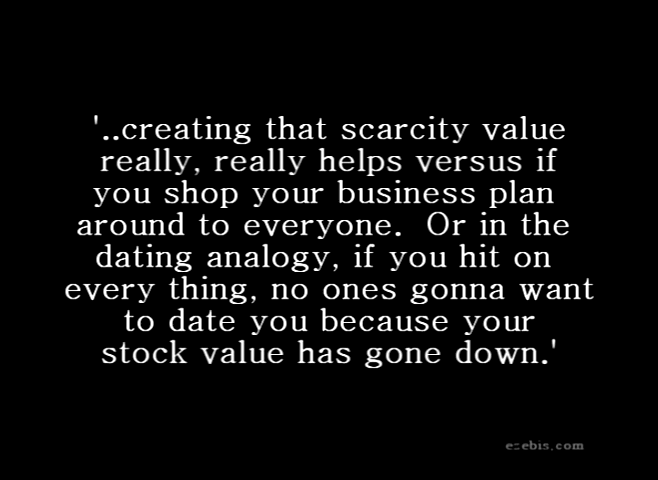 '..creating that scarcity value
really, really helps versus if
you shop your business plan
around to everyone.  Or in the
dating analogy, if you hit on
every thing, no ones gonna want
to date you because your
stock value has gone down.'